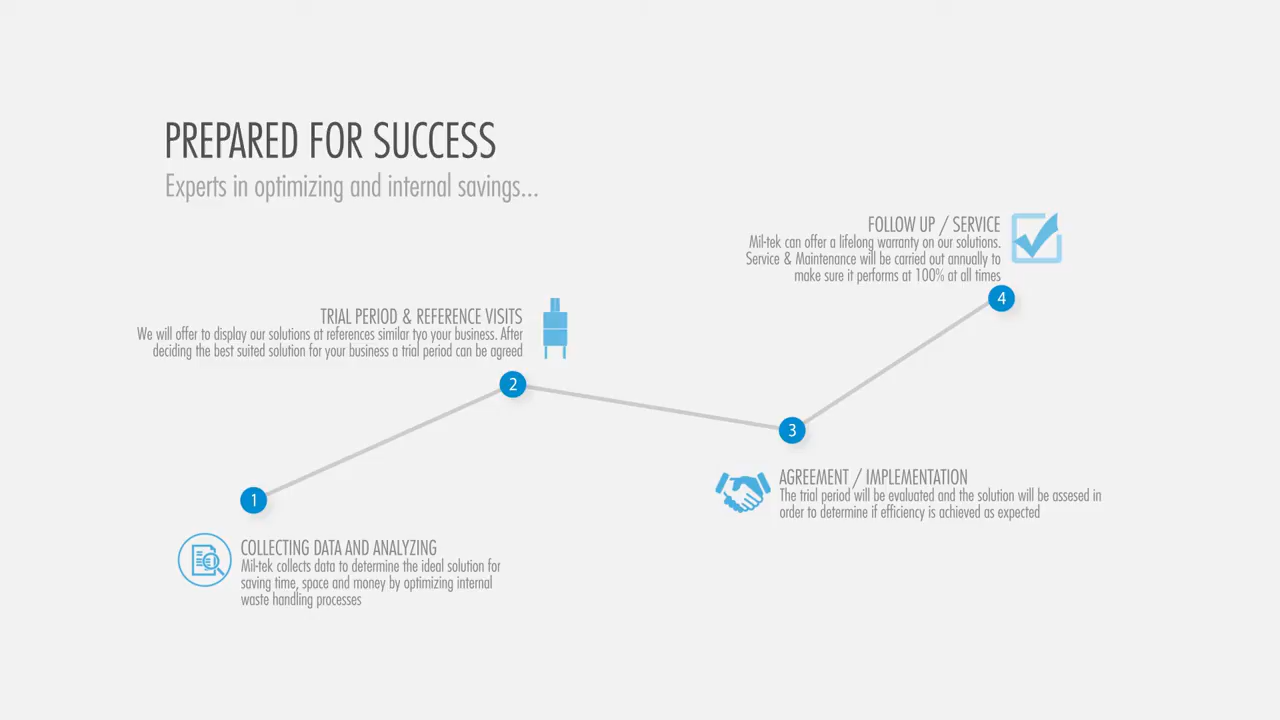 PREPARED FOR SUCCESS
Experts in optimizing and internal savings...
FOLLOW UP / SERVICE
Mil-tek can offer a lifelong warranty on our solutions.
Service & Maintenance will be carried out annually to
make sure it performs at 100% at all times
4
TRIAL PERIOD & REFERENCE VISITS
We will offer to display our solutions at references similar tyo your business. After
deciding the best suited solution for your business a trial period can be agreed
2
3
AGREEMENT / IMPLEMENTATION
The trial period will be evaluated and the solution will be assesed in
order to determine if efficiency is achieved as expected
1
COLLECTING DATA AND ANALYZING
Mil-tek collects data to determine the ideal solution for
saving time, space and money by optimizing internal
waste handling processes